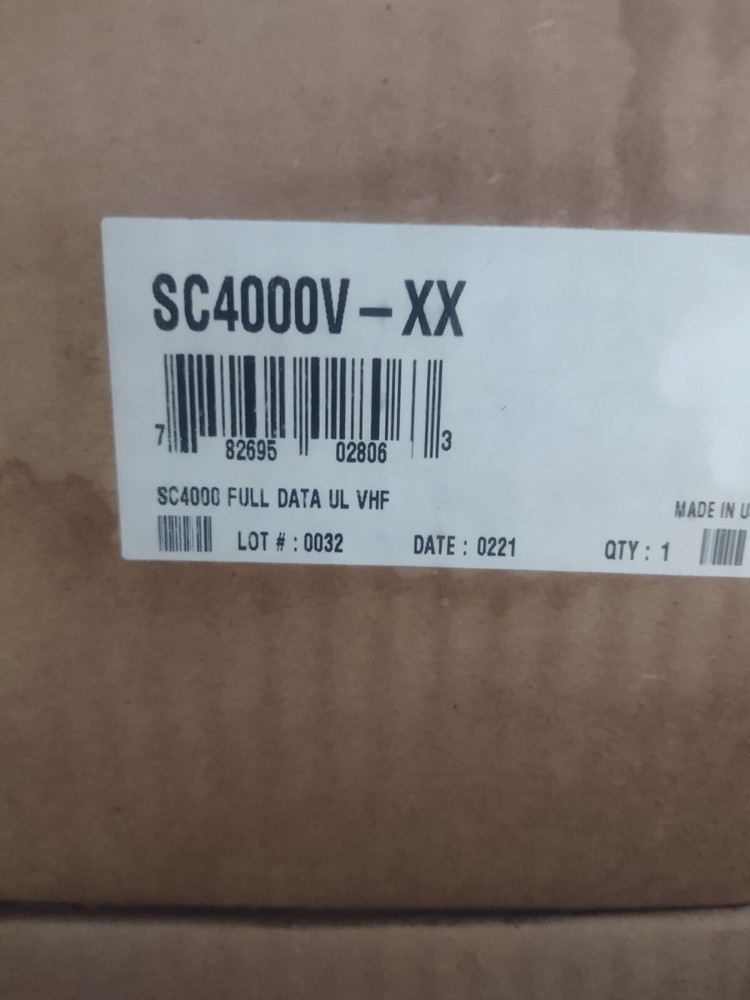 SC4000V – XX
7 82695 02806 3
SC4000 FULL DATA UL VHF
MADE IN U
LOT # : 0032 DATE : 0221 QTY : 1